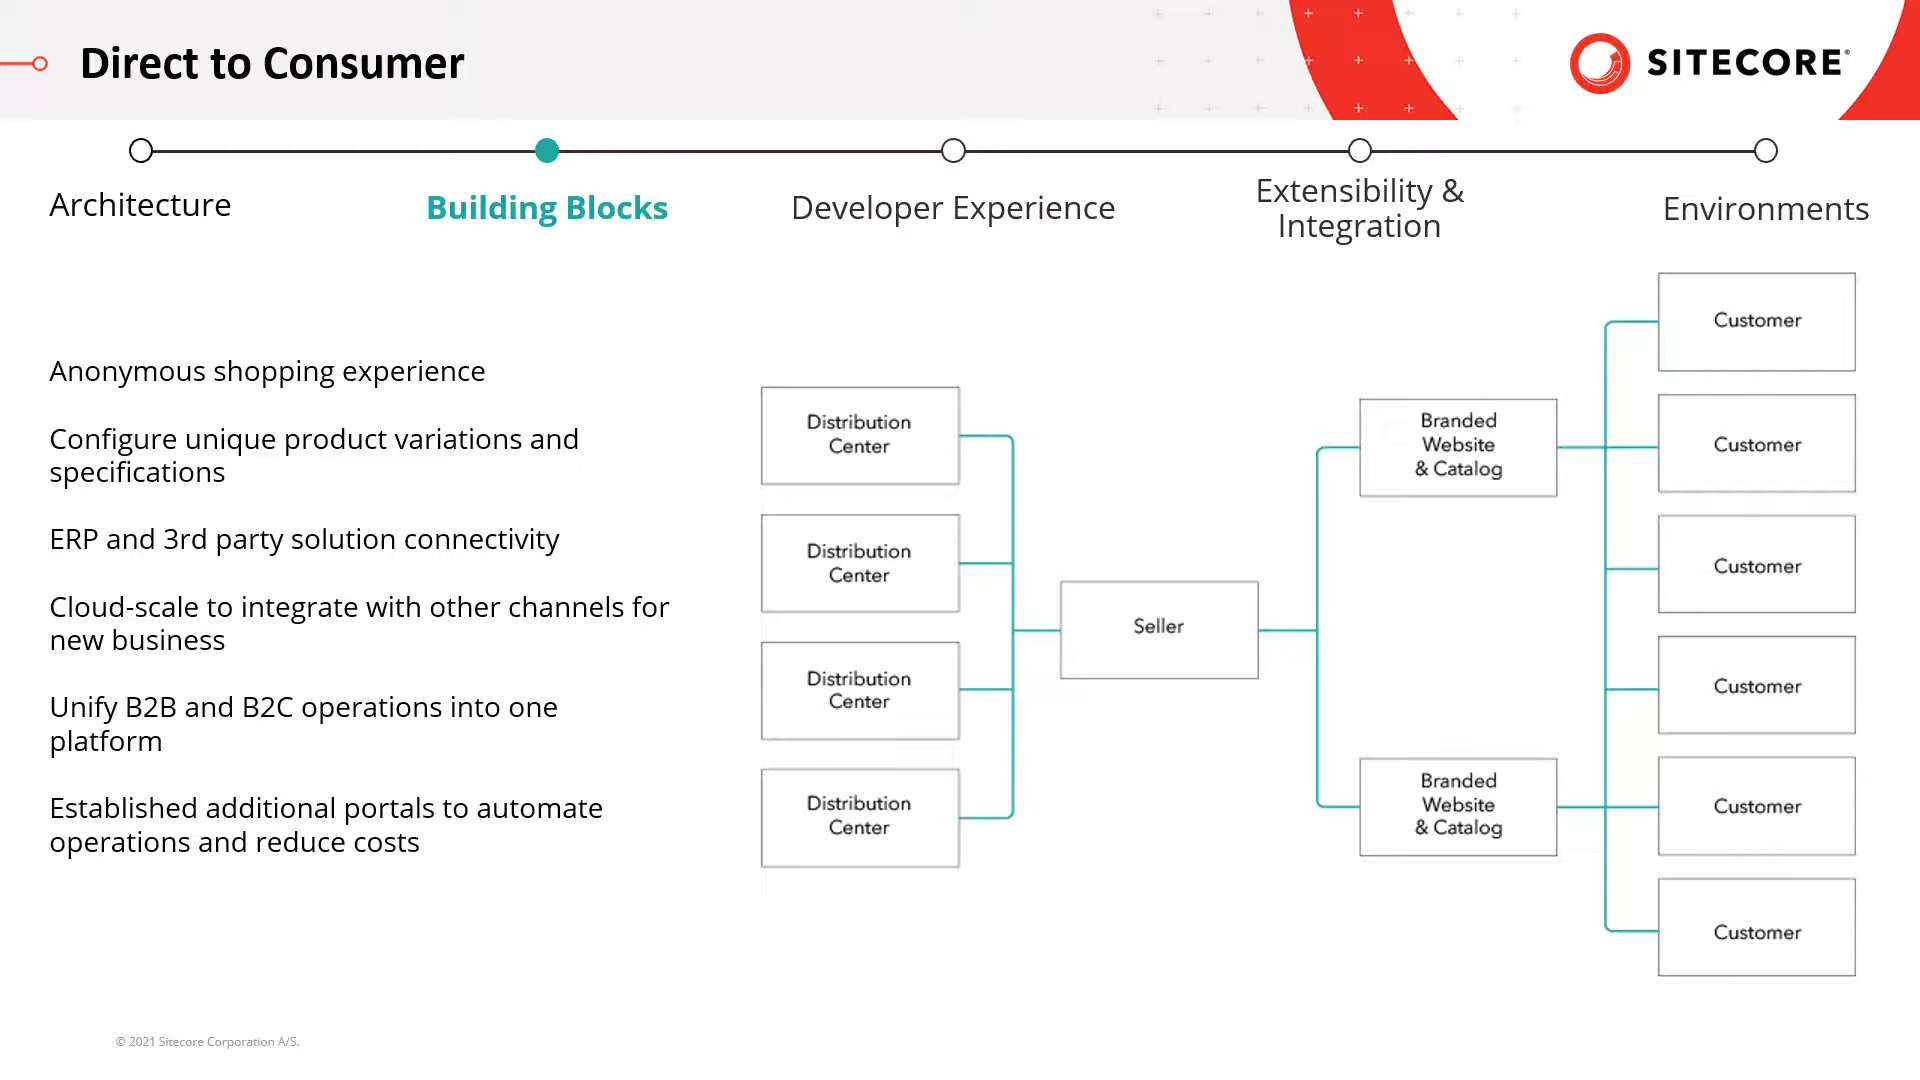 Direct to Consumer
SITECORE®
Architecture
Building Blocks
Developer Experience
Extensibility &
Integration
Environments
Anonymous shopping experience
Configure unique product variations and
specifications
ERP and 3rd party solution connectivity
Cloud-scale to integrate with other channels for
new business
Unify B2B and B2C operations into one
platform
Established additional portals to automate
operations and reduce costs
Distribution
Center
Distribution
Center
Distribution
Center
Distribution
Center
Seller
Branded
Website
& Catalog
Branded
Website
& Catalog
Customer
Customer
Customer
Customer
Customer
Customer
© 2021 Sitecore Corporation A/S.